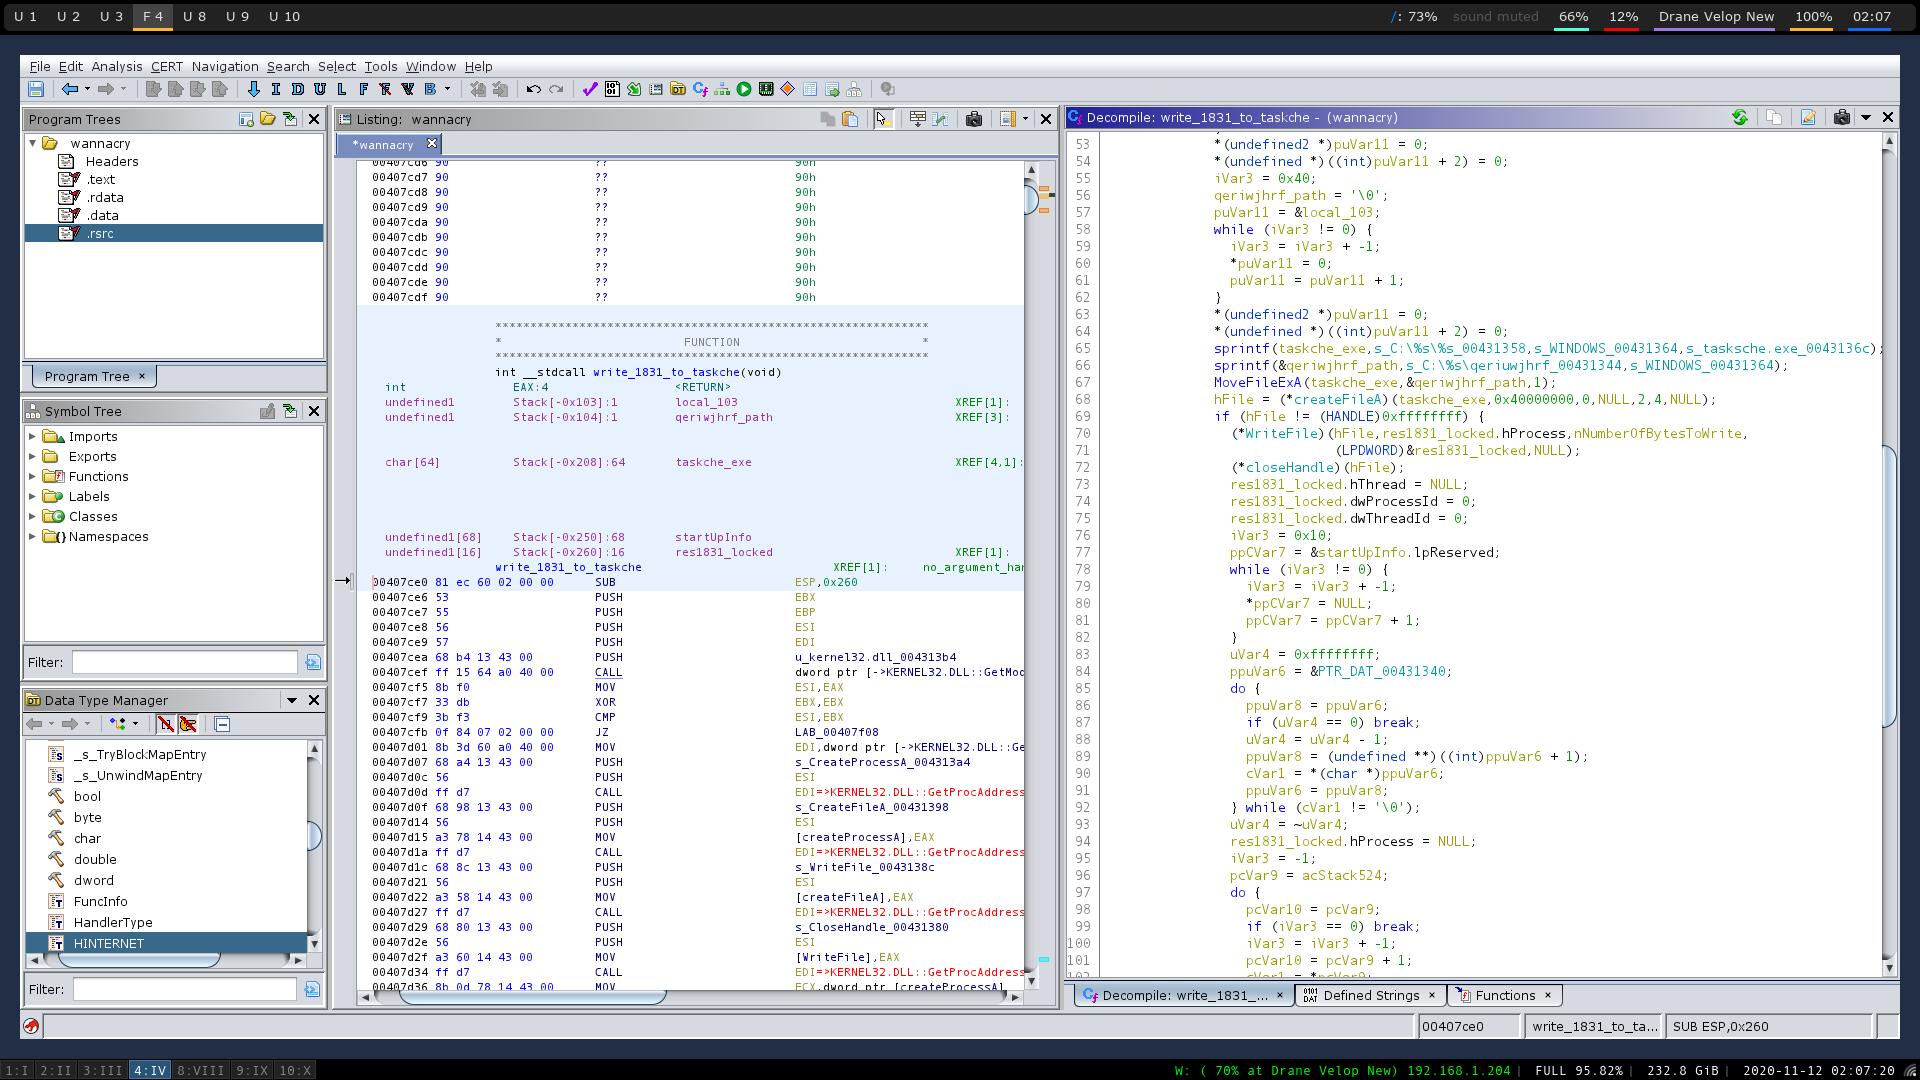 U 1 U 2 U 3 F 4 U 8 U 9 U 10
/: 73% sound muted 66% 12% Drane Velop New 100% 02:07
File Edit Analysis CERT Navigation Search Select Tools Window Help
I D U L F F V B
Program Trees
wannacry
Headers
.text
.rdata
.data
.rsrc
Program Tree ×
Symbol Tree
Imports
Exports
Functions
Labels
Classes
Namespaces
Filter:
Data Type Manager
_s_TryBlockMapEntry
_s_UnwindMapEntry
bool
byte
char
double
dword
FuncInfo
HandlerType
HINTERNET
Filter:
Listing: wannacry
*wannacry
00407cd6 90 ?? 90h
00407cd7 90 ?? 90h
00407cd8 90 ?? 90h
00407cd9 90 ?? 90h
00407cda 90 ?? 90h
00407cdb 90 ?? 90h
00407cdc 90 ?? 90h
00407cdd 90 ?? 90h
00407cde 90 ?? 90h
00407cdf 90 ?? 90h
**************************************************************
* FUNCTION *
**************************************************************
int __stdcall write_1831_to_taskche(void)
int EAX:4 <RETURN>
undefined1 Stack[-0x103]:1 local_103 XREF[1]:
undefined1 Stack[-0x104]:1 qeriwjhrf_path XREF[3]:
char[64] Stack[-0x208]:64 taskche_exe XREF[4,1]:
undefined1[68] Stack[-0x250]:68 startUpInfo
undefined1[16] Stack[-0x260]:16 res1831_locked XREF[1]:
write_1831_to_taskche XREF[1]: no_argument_har
00407ce0 81 ec 60 02 00 00 SUB ESP,0x260
00407ce6 53 PUSH EBX
00407ce7 55 PUSH EBP
00407ce8 56 PUSH ESI
00407ce9 57 PUSH EDI
00407cea 68 b4 13 43 00 PUSH u_kernel32.dll_004313b4
00407cef ff 15 64 a0 40 00 CALL dword ptr [->KERNEL32.DLL::GetMod
00407cf5 8b f0 MOV ESI,EAX
00407cf7 33 db XOR EBX,EBX
00407cf9 3b f3 CMP ESI,EBX
00407cfb 0f 84 07 02 00 00 JZ LAB_00407f08
00407d01 8b 3d 60 a0 40 00 MOV EDI,dword ptr [->KERNEL32.DLL::Ge
00407d07 68 a4 13 43 00 PUSH s_CreateProcessA_004313a4
00407d0c 56 PUSH ESI
00407d0d ff d7 CALL EDI=>KERNEL32.DLL::GetProcAddress
00407d0f 68 98 13 43 00 PUSH s_CreateFileA_00431398
00407d14 56 PUSH ESI
00407d15 a3 78 14 43 00 MOV [createProcessA],EAX
00407d1a ff d7 CALL EDI=>KERNEL32.DLL::GetProcAddress
00407d1c 68 8c 13 43 00 PUSH s_WriteFile_0043138c
00407d21 56 PUSH ESI
00407d22 a3 58 14 43 00 MOV [createFileA],EAX
00407d27 ff d7 CALL EDI=>KERNEL32.DLL::GetProcAddress
00407d29 68 80 13 43 00 PUSH s_CloseHandle_00431380
00407d2e 56 PUSH ESI
00407d2f a3 60 14 43 00 MOV [WriteFile],EAX
00407d34 ff d7 CALL EDI=>KERNEL32.DLL::GetProcAddress
00407d36 8b 0d 78 14 43 00 MOV ECX,dword ptr [createProcessA]
Decompile: write_1831_to_taskche - (wannacry)
53 *(undefined2 *)puVar11 = 0;
54 *(undefined *)((int)puVar11 + 2) = 0;
55 iVar3 = 0x40;
56 qeriwjhrf_path = '\0';
57 puVar11 = &local_103;
58 while (iVar3 != 0) {
59 iVar3 = iVar3 + -1;
60 *puVar11 = 0;
61 puVar11 = puVar11 + 1;
62 }
63 *(undefined2 *)puVar11 = 0;
64 *(undefined *)((int)puVar11 + 2) = 0;
65 sprintf(taskche_exe,s_C:\%s\%s_00431358,s_WINDOWS_00431364,s_tasksche.exe_0043136c);
66 sprintf(&qeriwjhrf_path,s_C:\%s\qeriuwjhrf_00431344,s_WINDOWS_00431364);
67 MoveFileExA(taskche_exe,&qeriwjhrf_path,1);
68 hFile = (*createFileA)(taskche_exe,0x40000000,0,NULL,2,4,NULL);
69 if (hFile != (HANDLE)0xffffffff) {
70 (*WriteFile)(hFile,res1831_locked.hProcess,nNumberOfBytesToWrite,
71 (LPDWORD)&res1831_locked,NULL);
72 (*closeHandle)(hFile);
73 res1831_locked.hThread = NULL;
74 res1831_locked.dwProcessId = 0;
75 res1831_locked.dwThreadId = 0;
76 iVar3 = 0x10;
77 ppCVar7 = &startUpInfo.lpReserved;
78 while (iVar3 != 0) {
79 iVar3 = iVar3 + -1;
80 *ppCVar7 = NULL;
81 ppCVar7 = ppCVar7 + 1;
82 }
83 uVar4 = 0xffffffff;
84 ppuVar6 = &PTR_DAT_00431340;
85 do {
86 ppuVar8 = ppuVar6;
87 if (uVar4 == 0) break;
88 uVar4 = uVar4 - 1;
89 ppuVar8 = (undefined **)((int)ppuVar6 + 1);
90 cVar1 = *(char *)ppuVar6;
91 ppuVar6 = ppuVar8;
92 } while (cVar1 != '\0');
93 uVar4 = ~uVar4;
94 res1831_locked.hProcess = NULL;
95 iVar3 = -1;
96 pcVar9 = acStack524;
97 do {
98 pcVar10 = pcVar9;
99 if (iVar3 == 0) break;
100 iVar3 = iVar3 + -1;
101 pcVar10 = pcVar9 + 1;
102 cVar1 = *pcVar9;
Decompile: write_1831_... × Defined Strings × Functions ×
00407ce0 write_1831_to_ta... SUB ESP,0x260
1:I 2:II 3:III 4:IV 8:VIII 9:IX 10:X
W: ( 70% at Drane Velop New) 192.168.1.204 | FULL 95.82% | 232.8 GiB | 2020-11-12 02:07:20